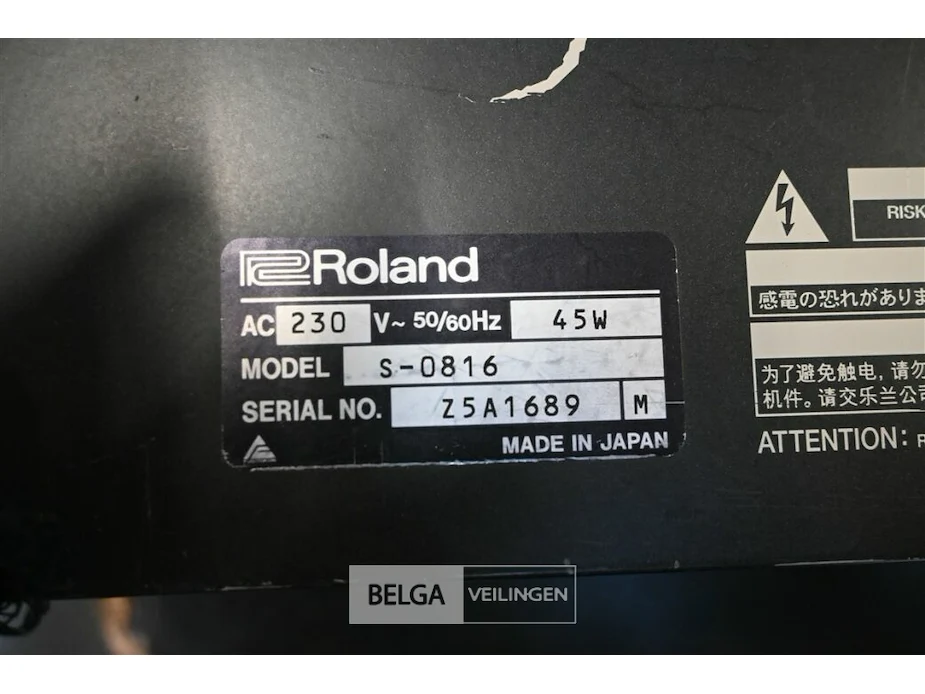 Roland
AC 230 V~ 50/60Hz 45W
MODEL S-0816
SERIAL NO. Z5A1689 M
MADE IN JAPAN
RISK
感電の恐れがありま
为了避免触电, 请勿
机件。请交乐兰公司
ATTENTION:
BELGA VEILINGEN